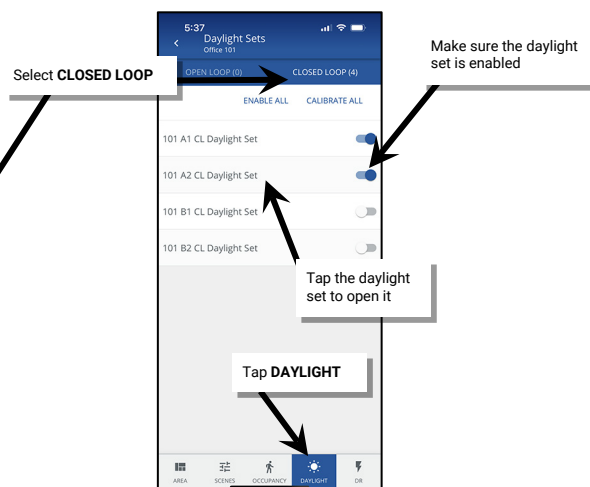 5:37
Daylight Sets
Office 101
OPEN LOOP (0)
CLOSED LOOP (4)
ENABLE ALL
CALIBRATE ALL
101 A1 CL Daylight Set
101 A2 CL Daylight Set
101 B1 CL Daylight Set
101 B2 CL Daylight Set
Select CLOSED LOOP
Make sure the daylight
set is enabled
Tap the daylight
set to open it
Tap DAYLIGHT
AREA
SCENES
OCCUPANCY
DAYLIGHT
DR